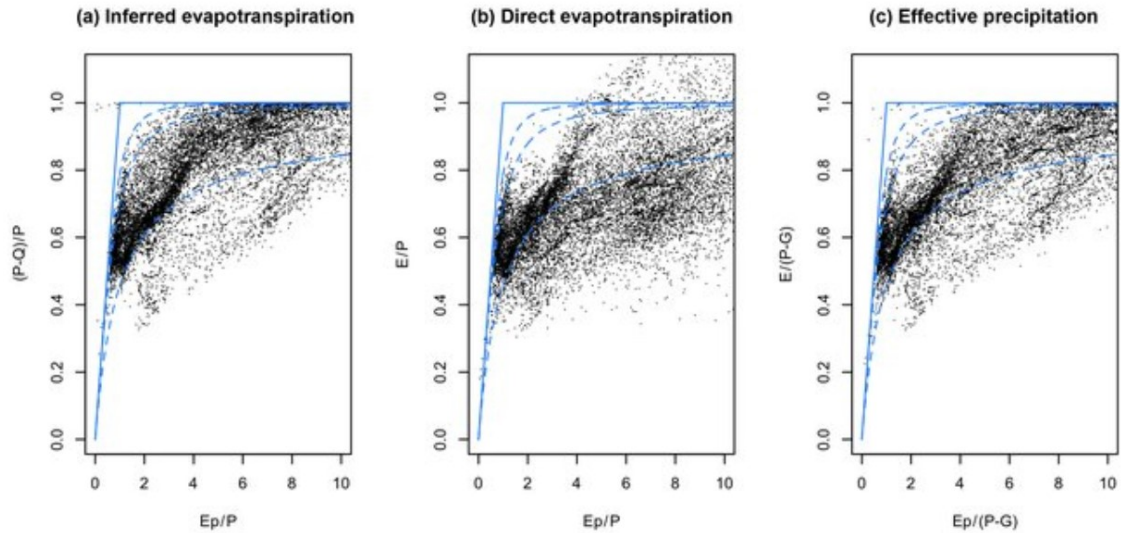 (a) Inferred evapotranspiration
(P-Q)/P
1.0
0.8
0.6
0.4
0.2
0.0
0 2 4 6 8 10
Ep/P
(b) Direct evapotranspiration
E/P
1.0
0.8
0.6
0.4
0.2
0.0
0 2 4 6 8 10
Ep/P
(c) Effective precipitation
E/(P-G)
1.0
0.8
0.6
0.4
0.2
0.0
0 2 4 6 8 10
Ep/(P-G)